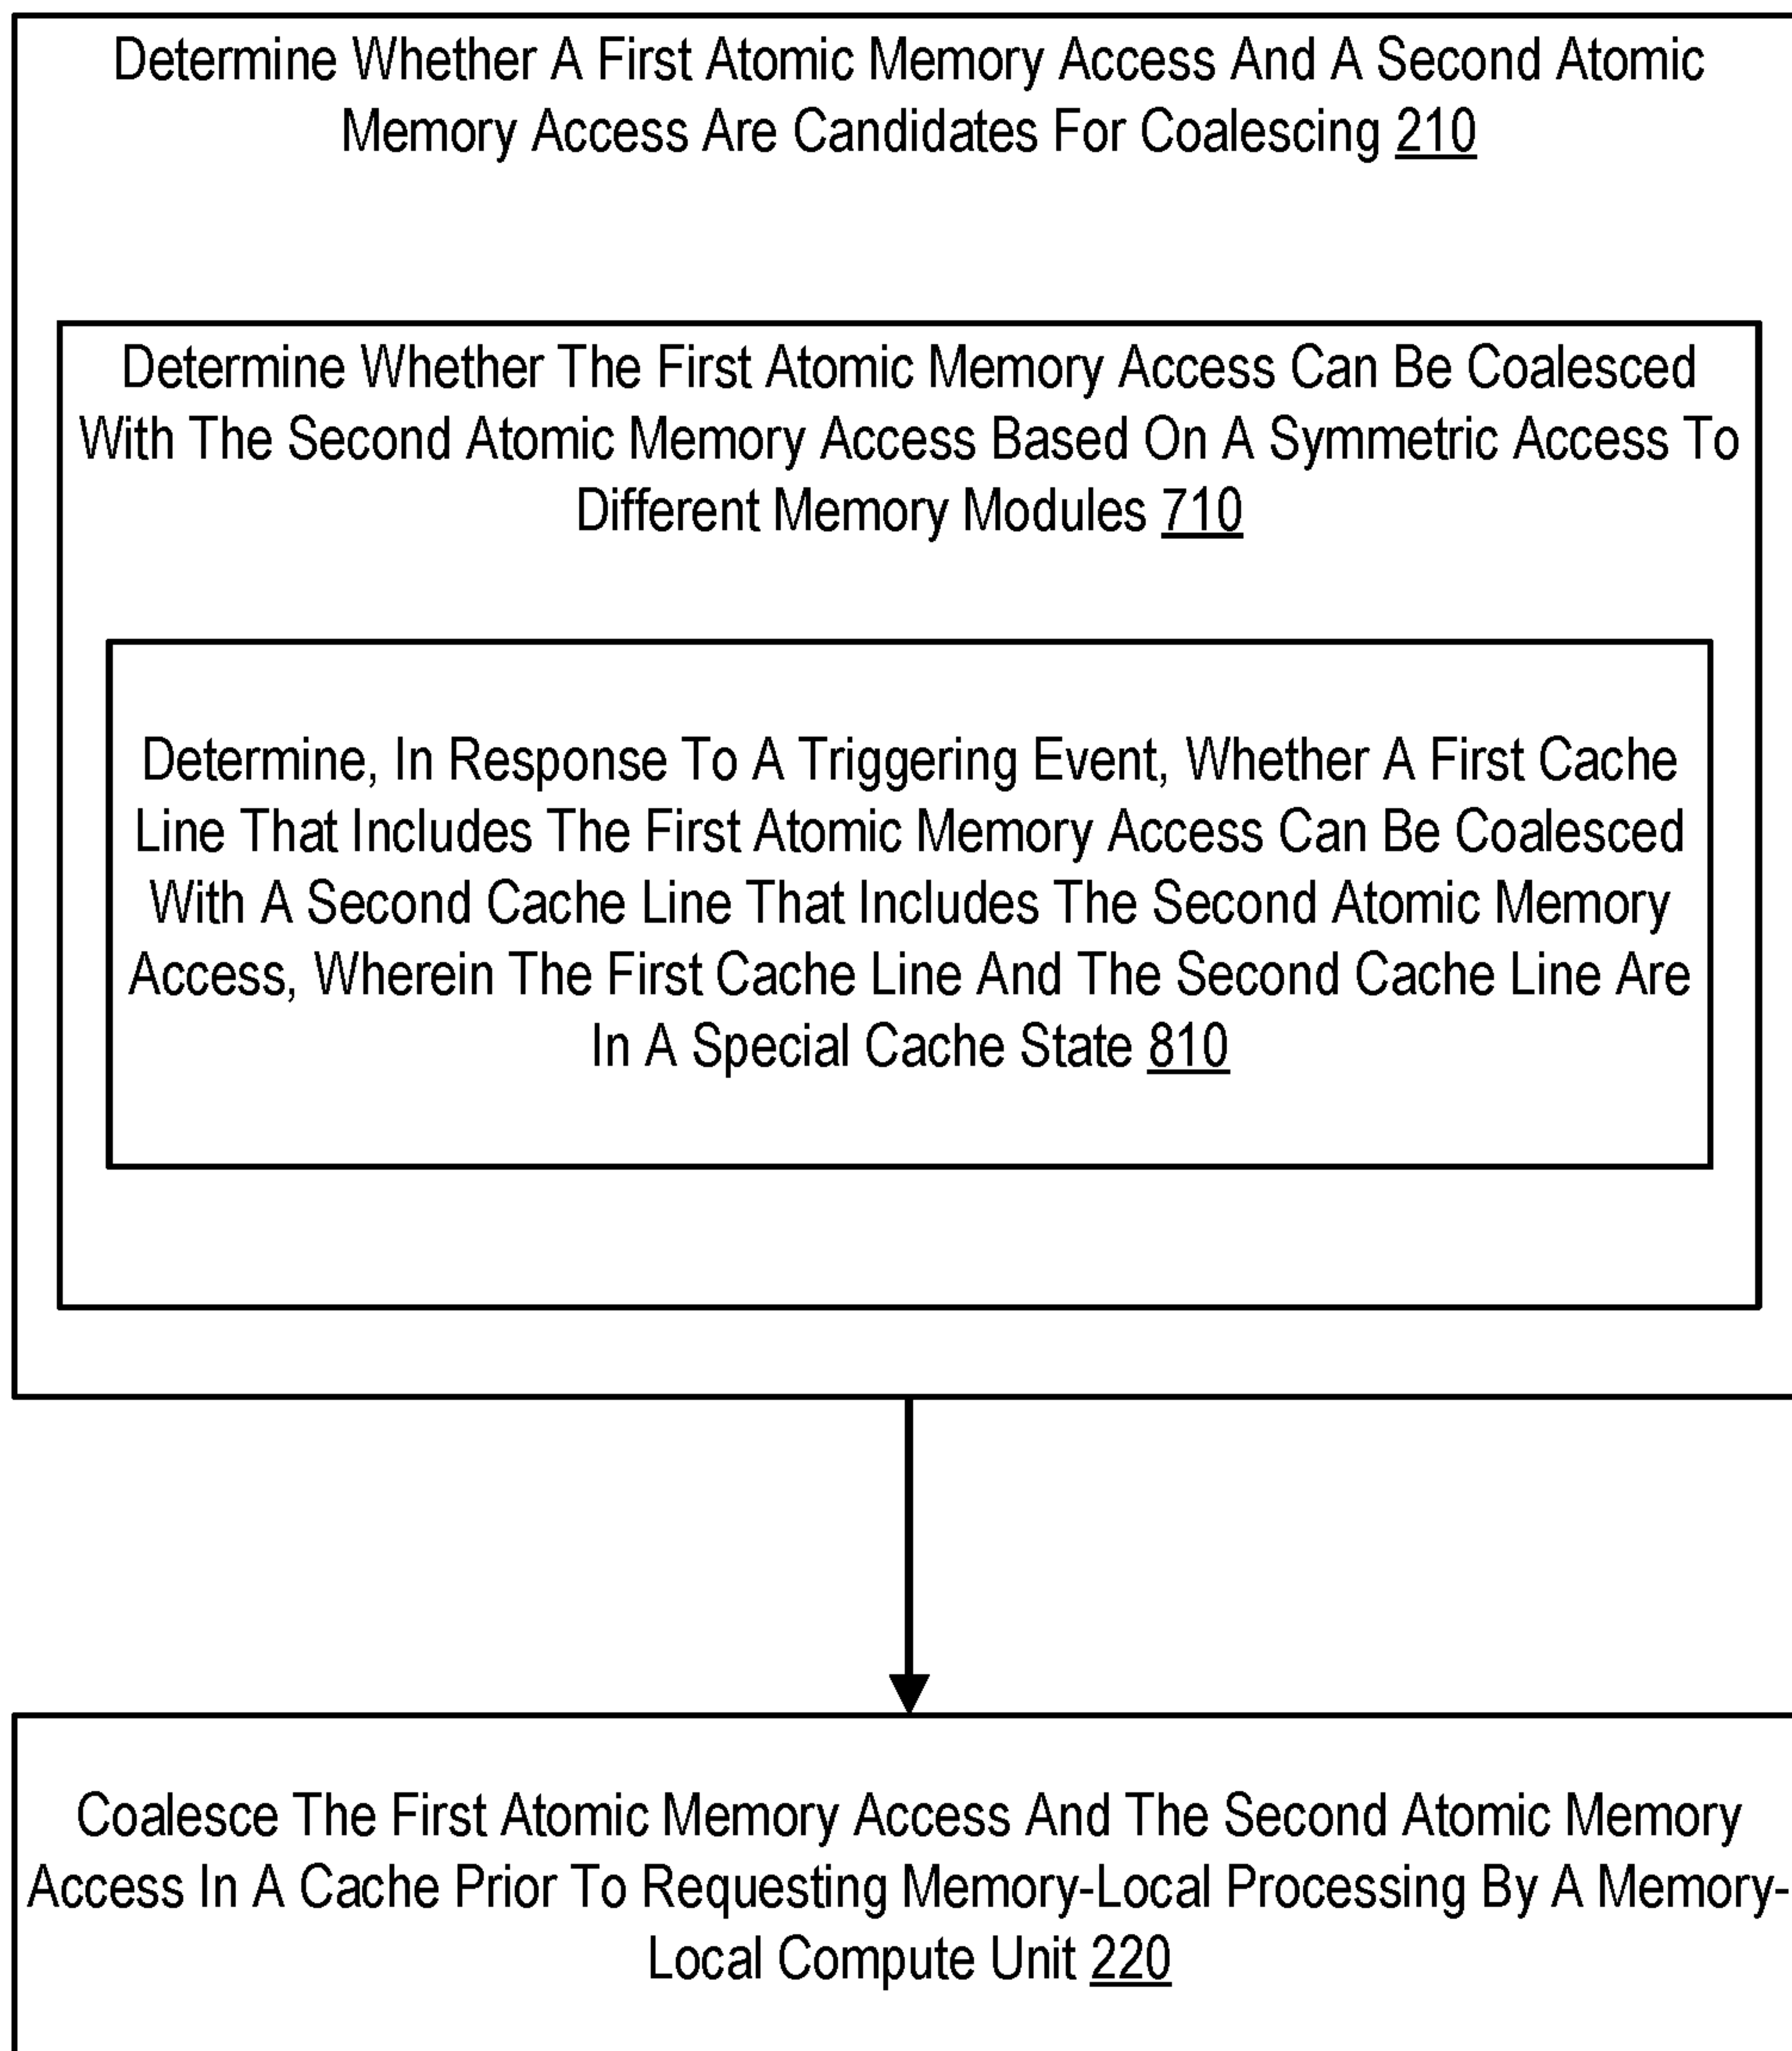 Determine Whether A First Atomic Memory Access And A Second Atomic
Memory Access Are Candidates For Coalescing 210
Determine Whether The First Atomic Memory Access Can Be Coalesced
With The Second Atomic Memory Access Based On A Symmetric Access To
Different Memory Modules 710
Determine, In Response To A Triggering Event, Whether A First Cache
Line That Includes The First Atomic Memory Access Can Be Coalesced
With A Second Cache Line That Includes The Second Atomic Memory
Access, Wherein The First Cache Line And The Second Cache Line Are
In A Special Cache State 810
Coalesce The First Atomic Memory Access And The Second Atomic Memory
Access In A Cache Prior To Requesting Memory-Local Processing By A Memory-
Local Compute Unit 220